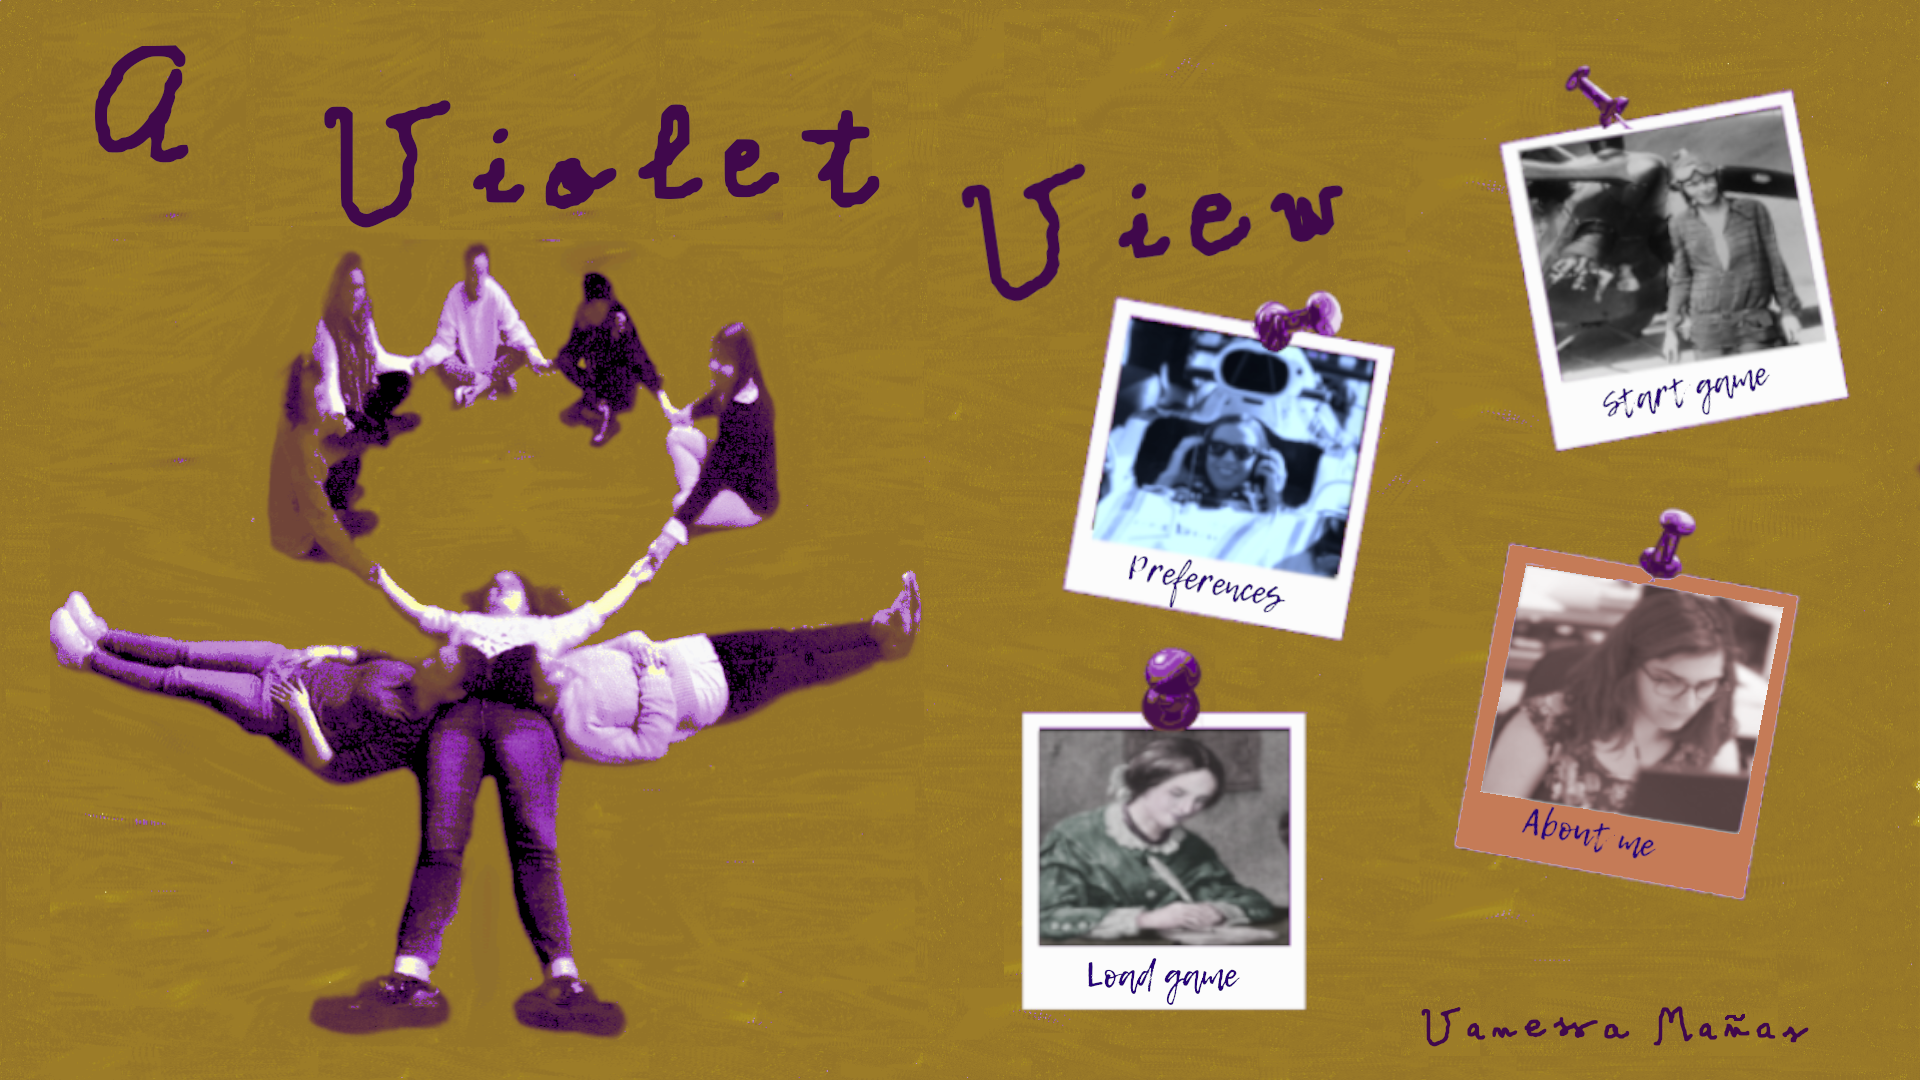 A Violet View
Start game
Preferences
About me
Load game
Vanessa Mañas